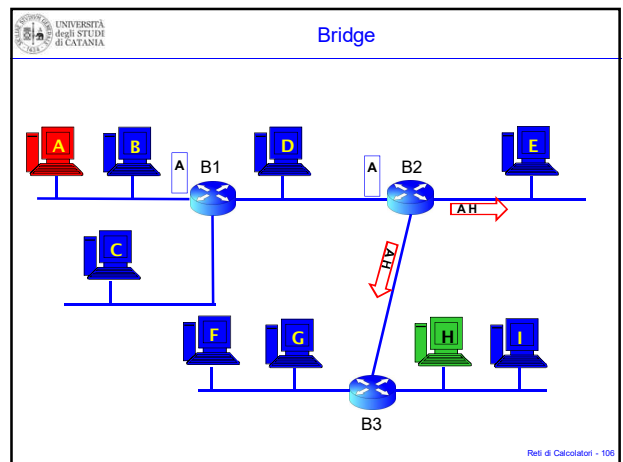 UNIVERSITÀ
degli STUDI
di CATANIA
Bridge
A
B
A
B1
D
A
B2
E
A H
C
A H
F
G
H
I
B3
Reti di Calcolatori - 106